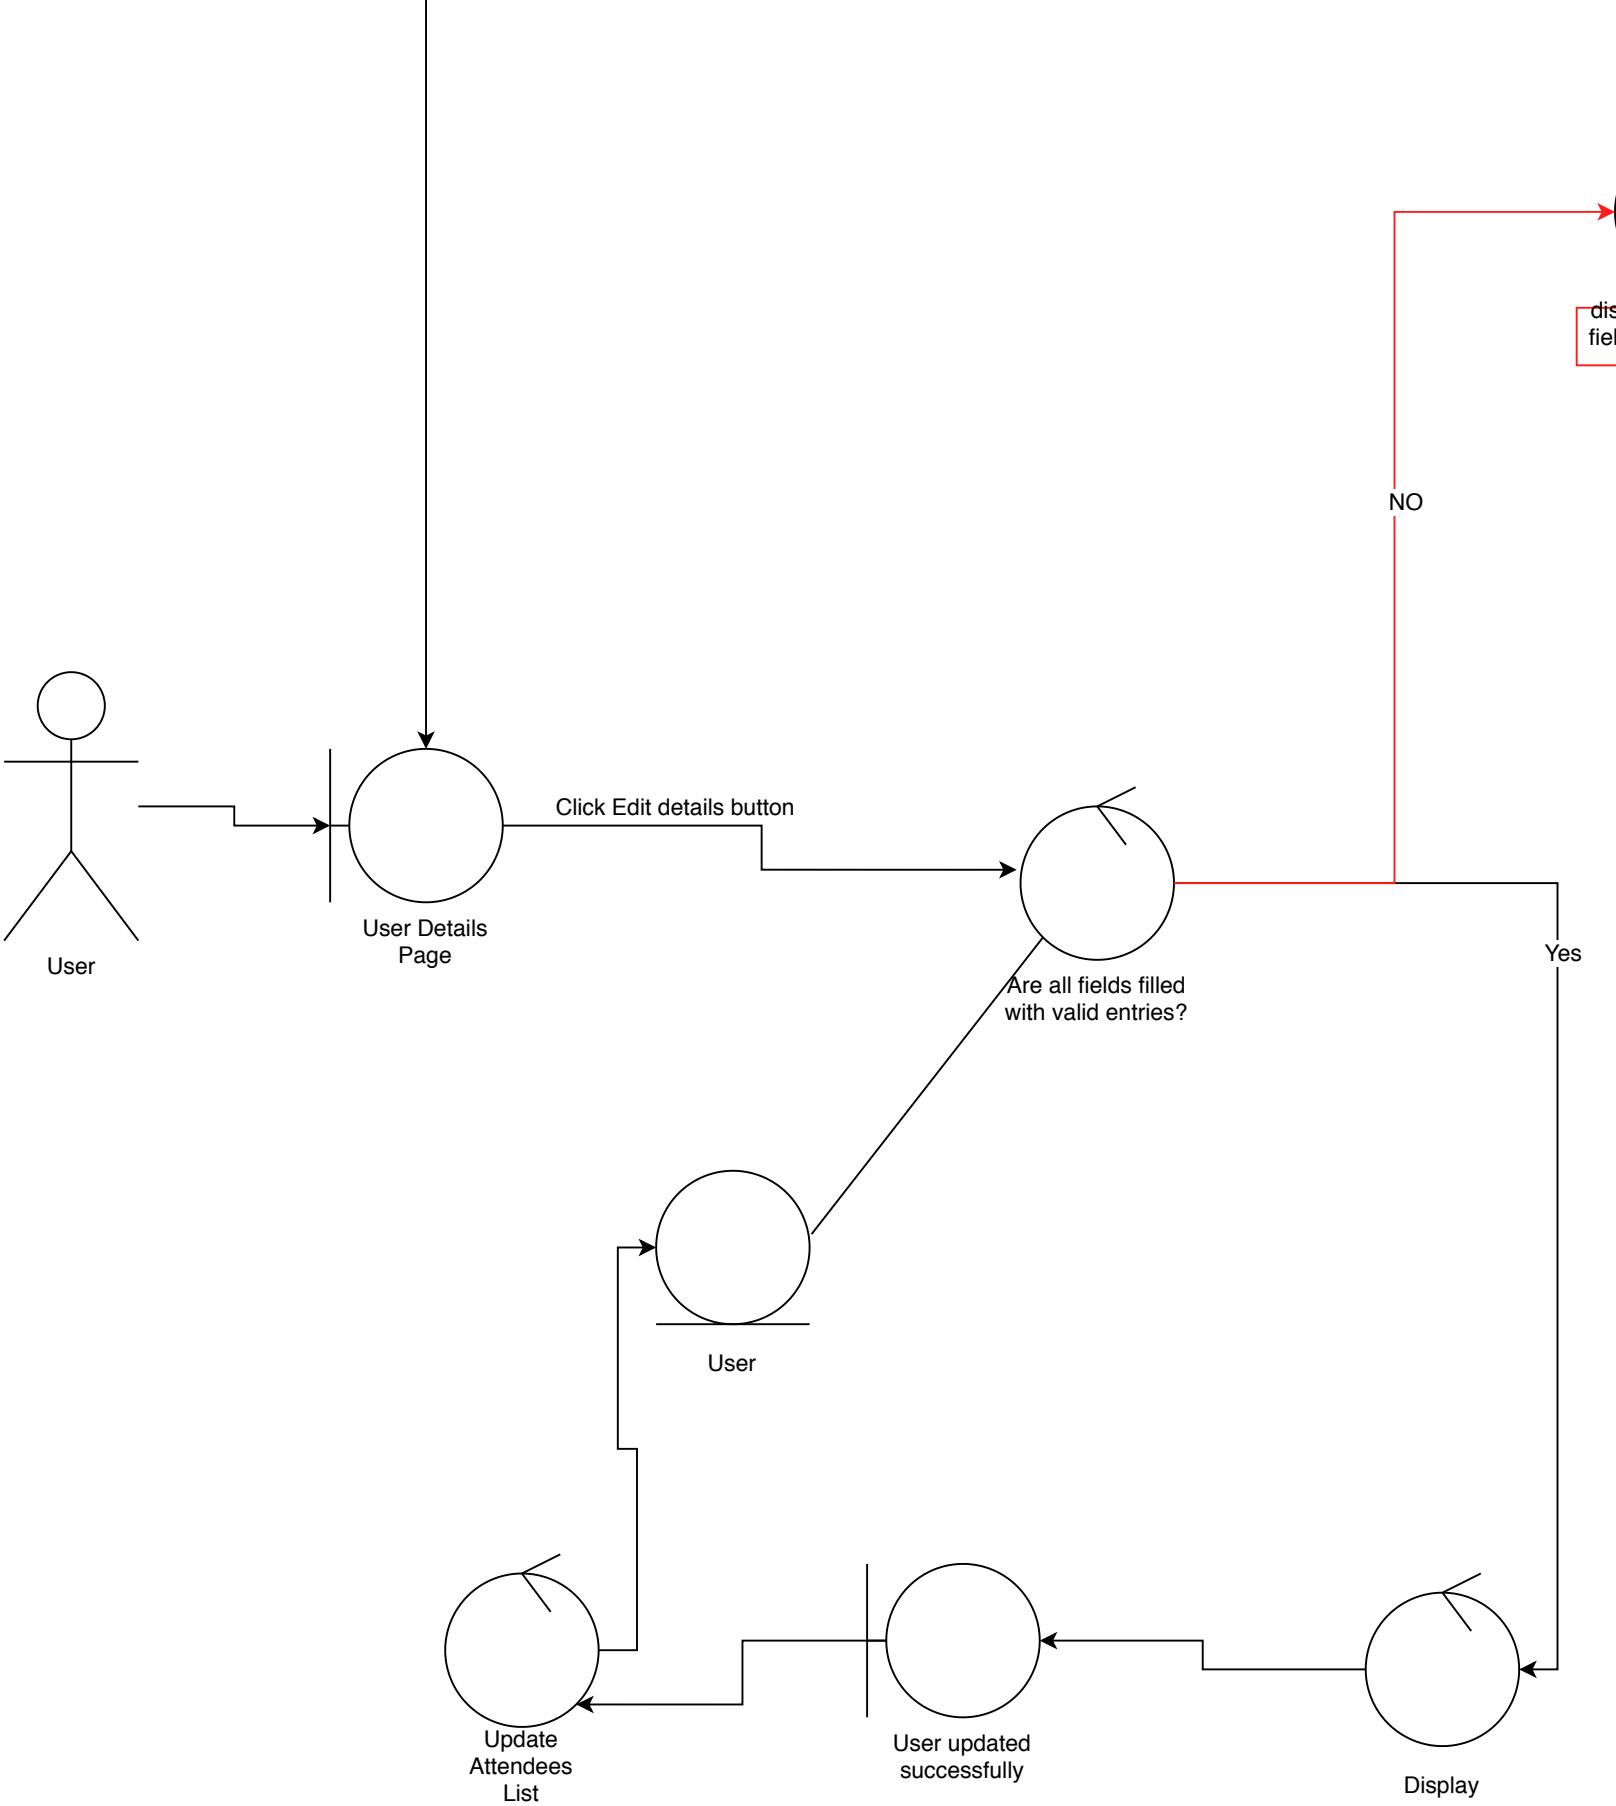 NO
Click Edit details button
User Details
Page
User
Yes
Are all fields filled
with valid entries?
User
User updated
successfully
Update
Attendees
List
Display